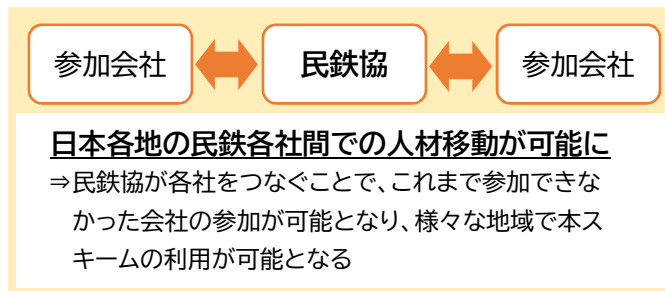 参加会社 民鉄協 参加会社
日本各地の民鉄各社間での人材移動が可能に
⇒民鉄協が各社をつなぐことで、これまで参加できな
かった会社の参加が可能となり、様々な地域で本ス
キームの利用が可能となる